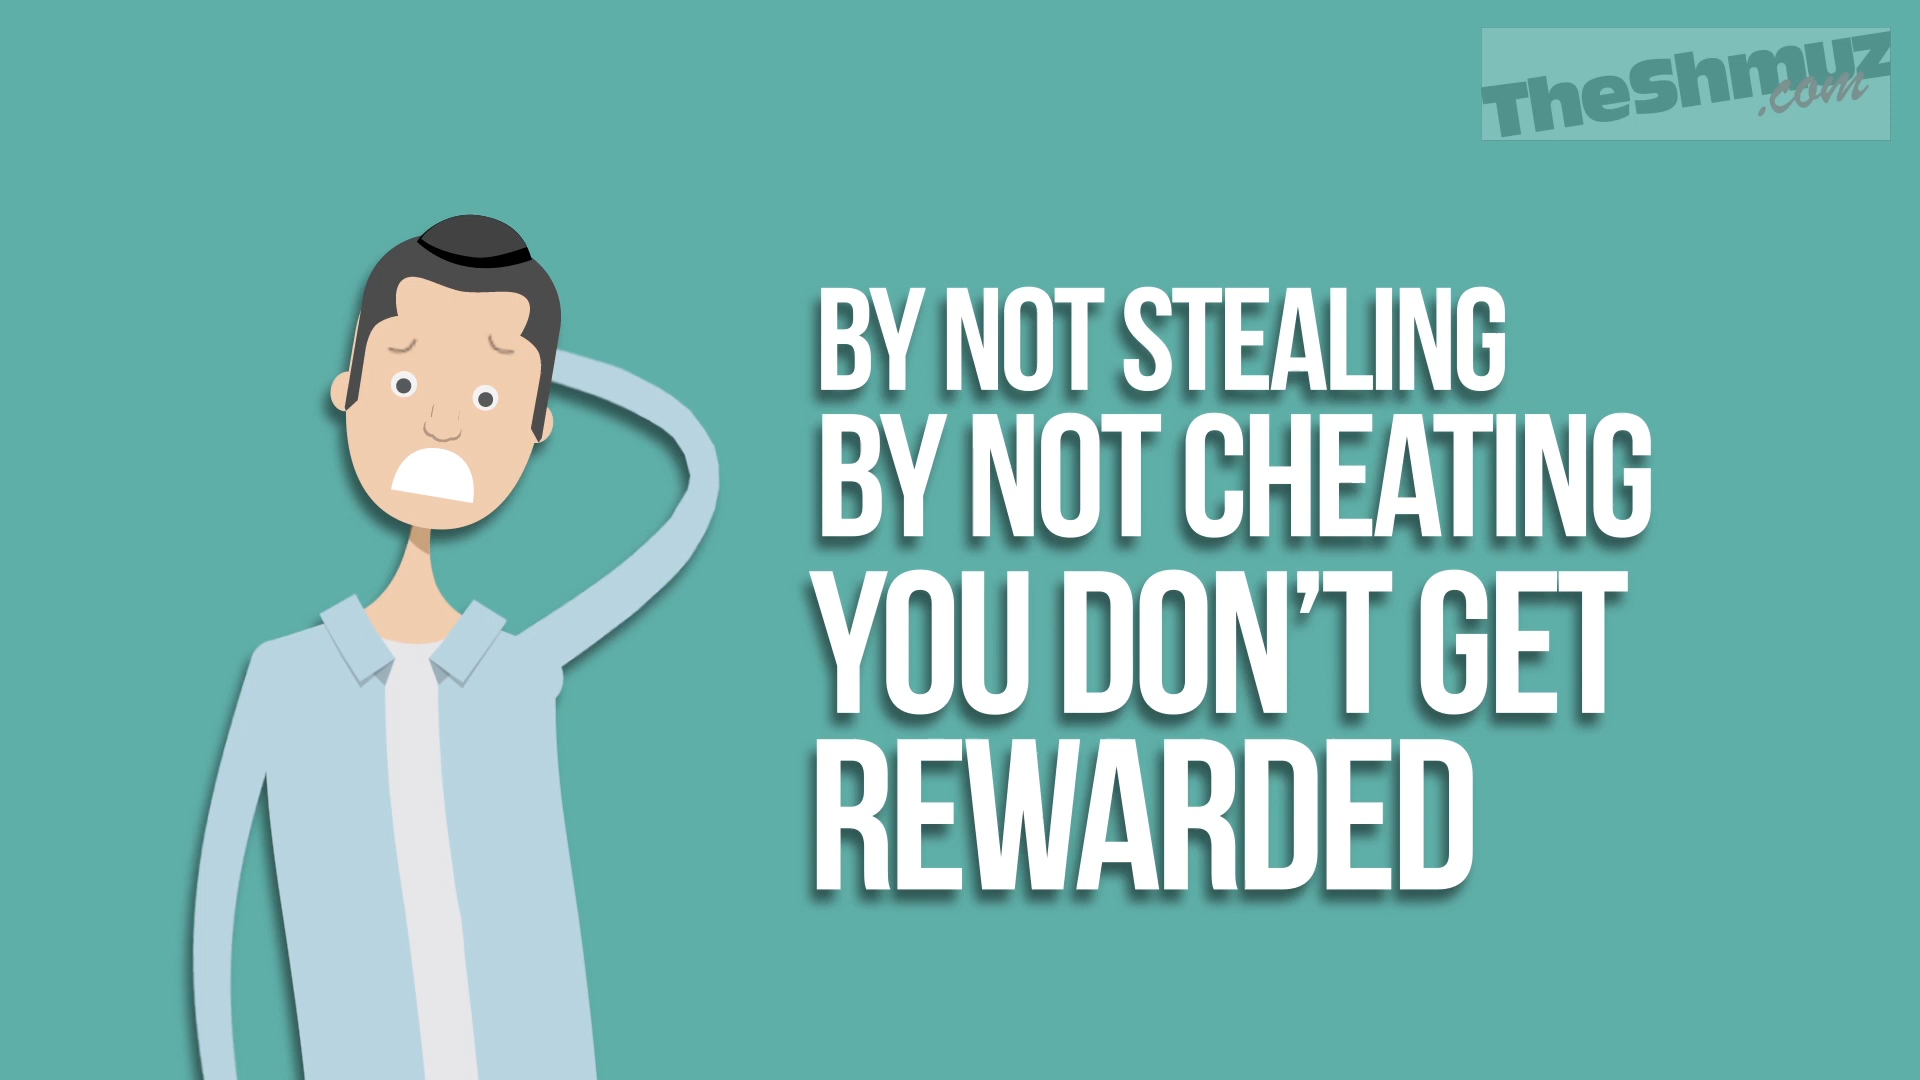 TheShmuz
.com
BY NOT STEALING
BY NOT CHEATING
YOU DON'T GET
REWARDED